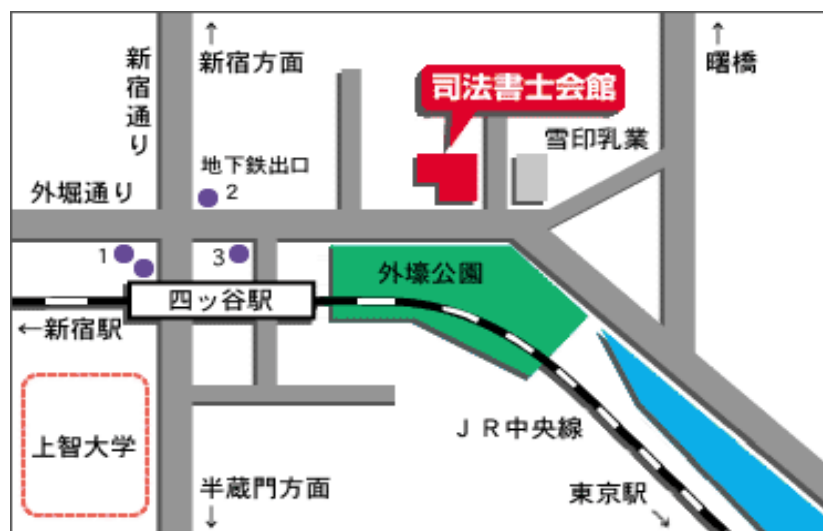 新宿通り
↑
新宿方面
司法書士会館
↑
曙橋
雪印乳業
地下鉄出口
2
外堀通り
1
3
外壕公園
四ッ谷駅
←新宿駅
上智大学
ＪＲ中央線
半蔵門方面
↓
東京駅
↘